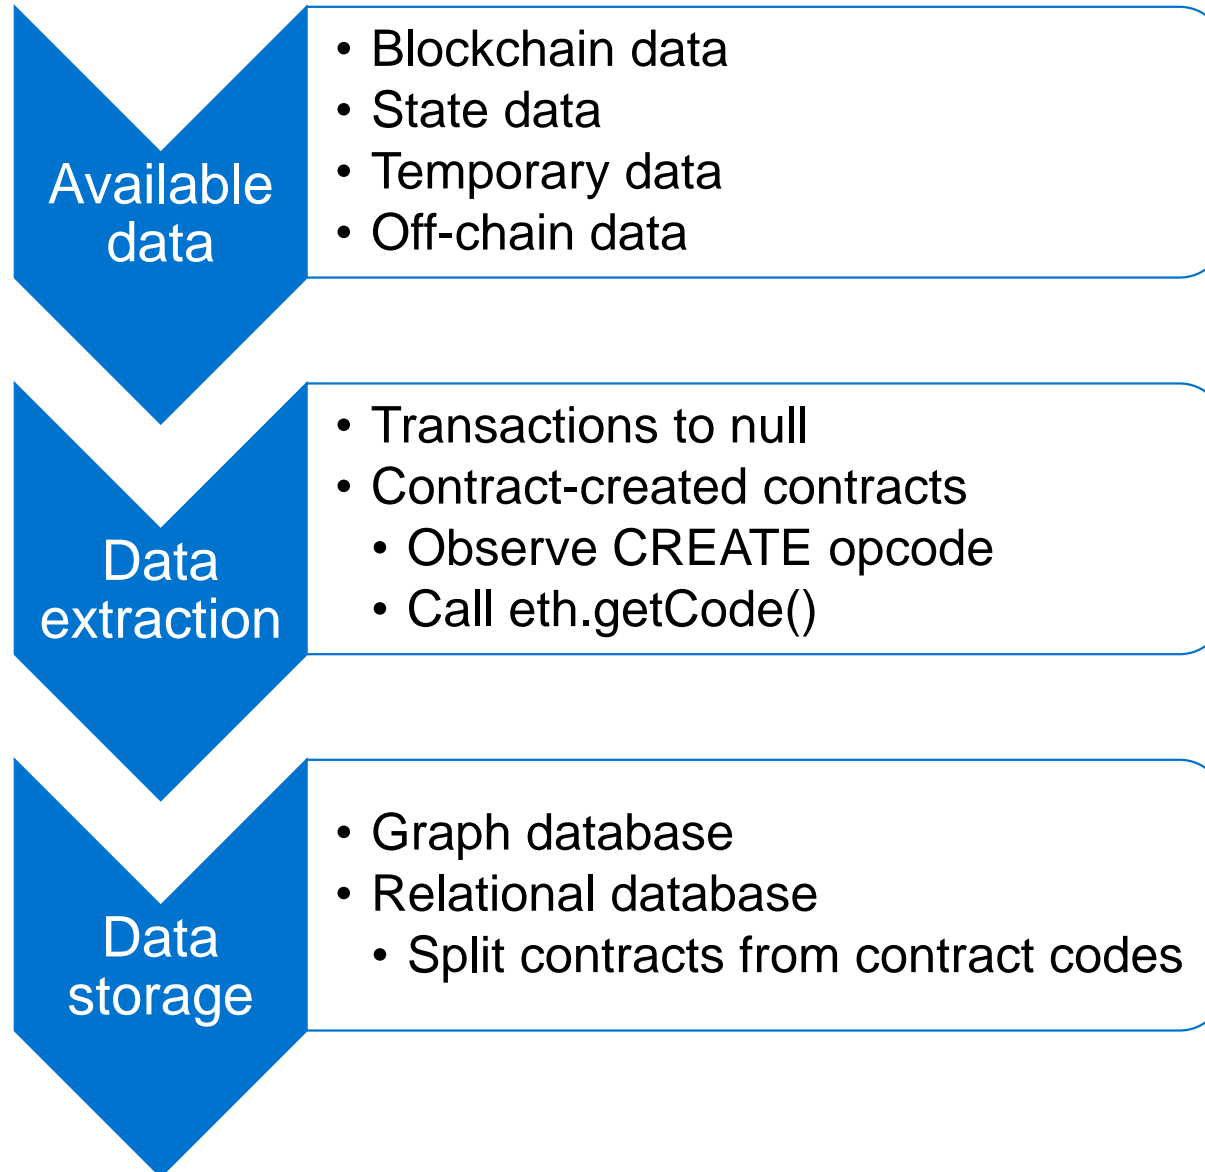 Available
data
• Blockchain data
• State data
• Temporary data
• Off-chain data
Data
extraction
• Transactions to null
• Contract-created contracts
• Observe CREATE opcode
• Call eth.getCode()
Data
storage
• Graph database
• Relational database
• Split contracts from contract codes